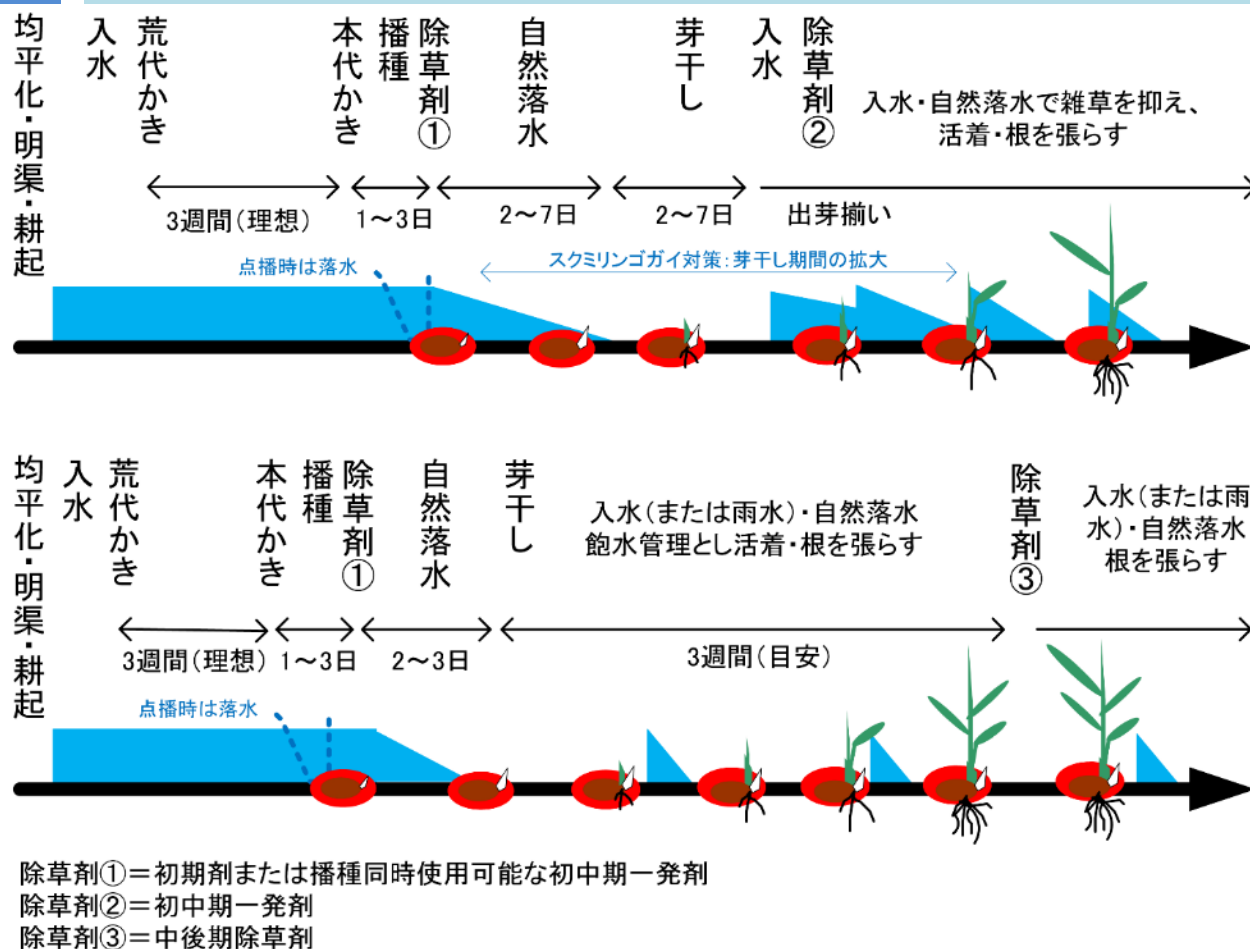 均平化・明渠・耕起
入水
荒代かき
本代かき
播種
除草剤①
自然落水
芽干し
入水
除草剤②
入水・自然落水で雑草を抑え、
活着・根を張らす
3週間(理想)
1～3日
2～7日
2～7日
出芽揃い
点播時は落水
スクミリンゴガイ対策:芽干し期間の拡大
均平化・明渠・耕起
入水
荒代かき
本代かき
播種
除草剤①
自然落水
芽干し
入水(または雨水)・自然落水
飽水管理とし活着・根を張らす
除草剤③
入水(または雨
水)・自然落水
根を張らす
3週間(理想)
1～3日
2～3日
3週間(目安)
点播時は落水
除草剤①＝初期剤または播種同時使用可能な初中期一発剤
除草剤②＝初中期一発剤
除草剤③＝中後期除草剤